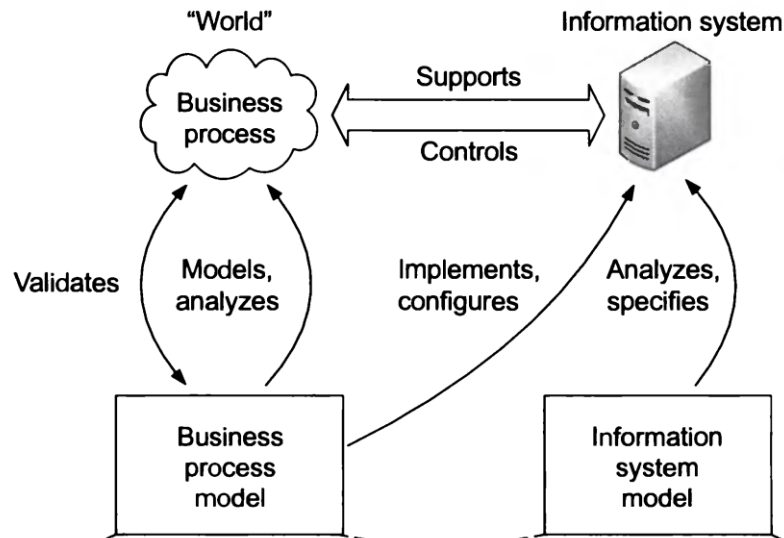 “World”
Information system
Business
process
Supports
Controls
Validates
Models,
analyzes
Implements,
configures
Analyzes,
specifies
Business
process
model
Information
system
model